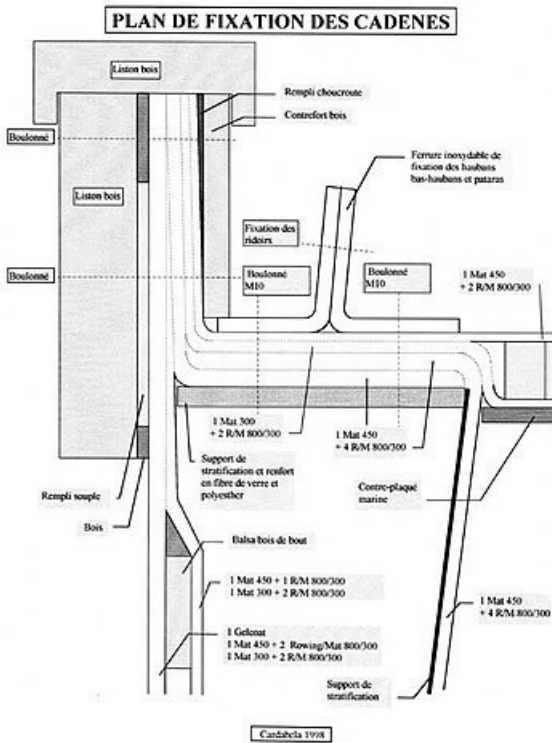 PLAN DE FIXATION DES CADENES
Liston bois
Rempli choucroute
Contrefort bois
Boulonné
Ferrure inoxydable de
fixation des haubans
bas-haubans et pataras
Liston bois
Fixation des
ridoirs
Boulonné
Boulonné
M10
Boulonné
M10
1 Mat 450
+ 2 R/M 800/300
1 Mat 300
+ 2 R/M 800/300
1 Mat 450
+ 4 R/M 800/300
Support de
stratification et renfort
en fibre de verre et
polyesther
Contre-plaqué
marine
Rempli souple
Bois
Balsa bois de bout
1 Mat 450 + 1 R/M 800/300
1 Mat 300 + 2 R/M 800/300
1 Mat 450
+ 4 R/M 800/300
1 Gelcoat
1 Mat 450 + 2 Rowing/Mat 800/300
1 Mat 300 + 2 R/M 800/300
Support de
stratification
Cardabela 1998